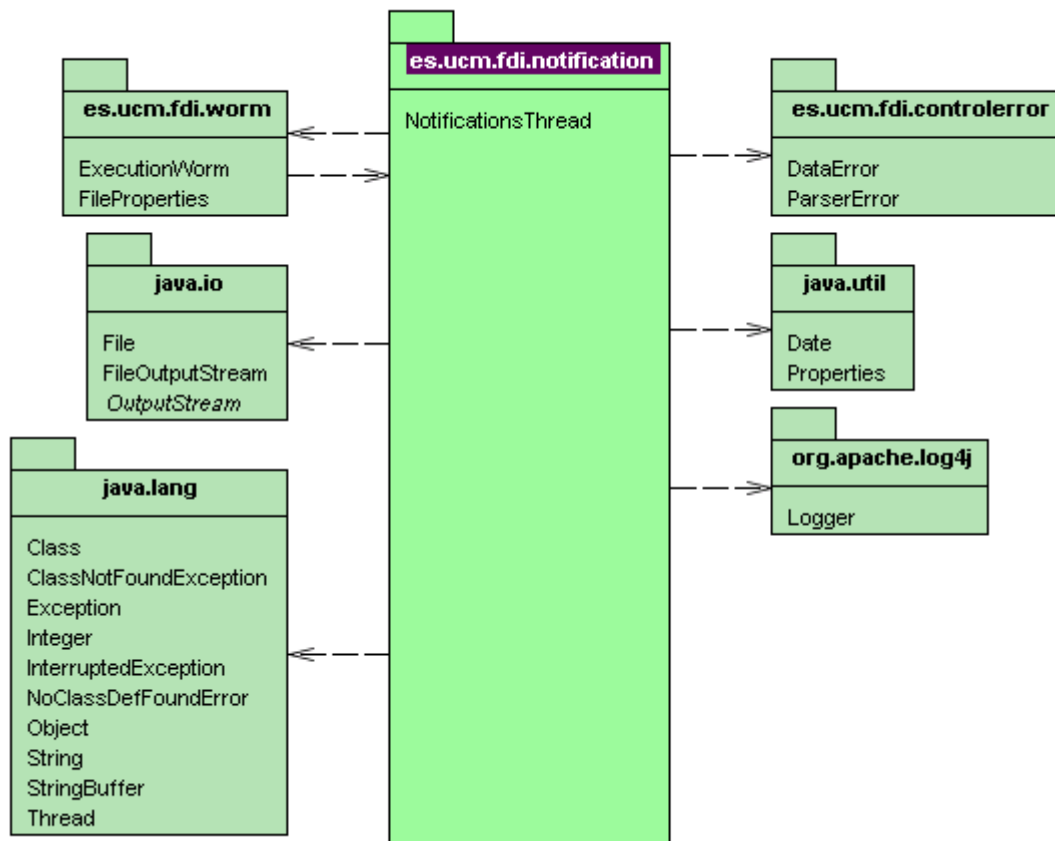 es.ucm.fdi.notification
NotificationsThread
es.ucm.fdi.worm
ExecutionWorm
FileProperties
java.io
File
FileOutputStream
OutputStream
java.lang
Class
ClassNotFoundException
Exception
Integer
InterruptedException
NoClassDefFoundError
Object
String
StringBuffer
Thread
es.ucm.fdi.controlerror
DataError
ParserError
java.util
Date
Properties
org.apache.log4j
Logger